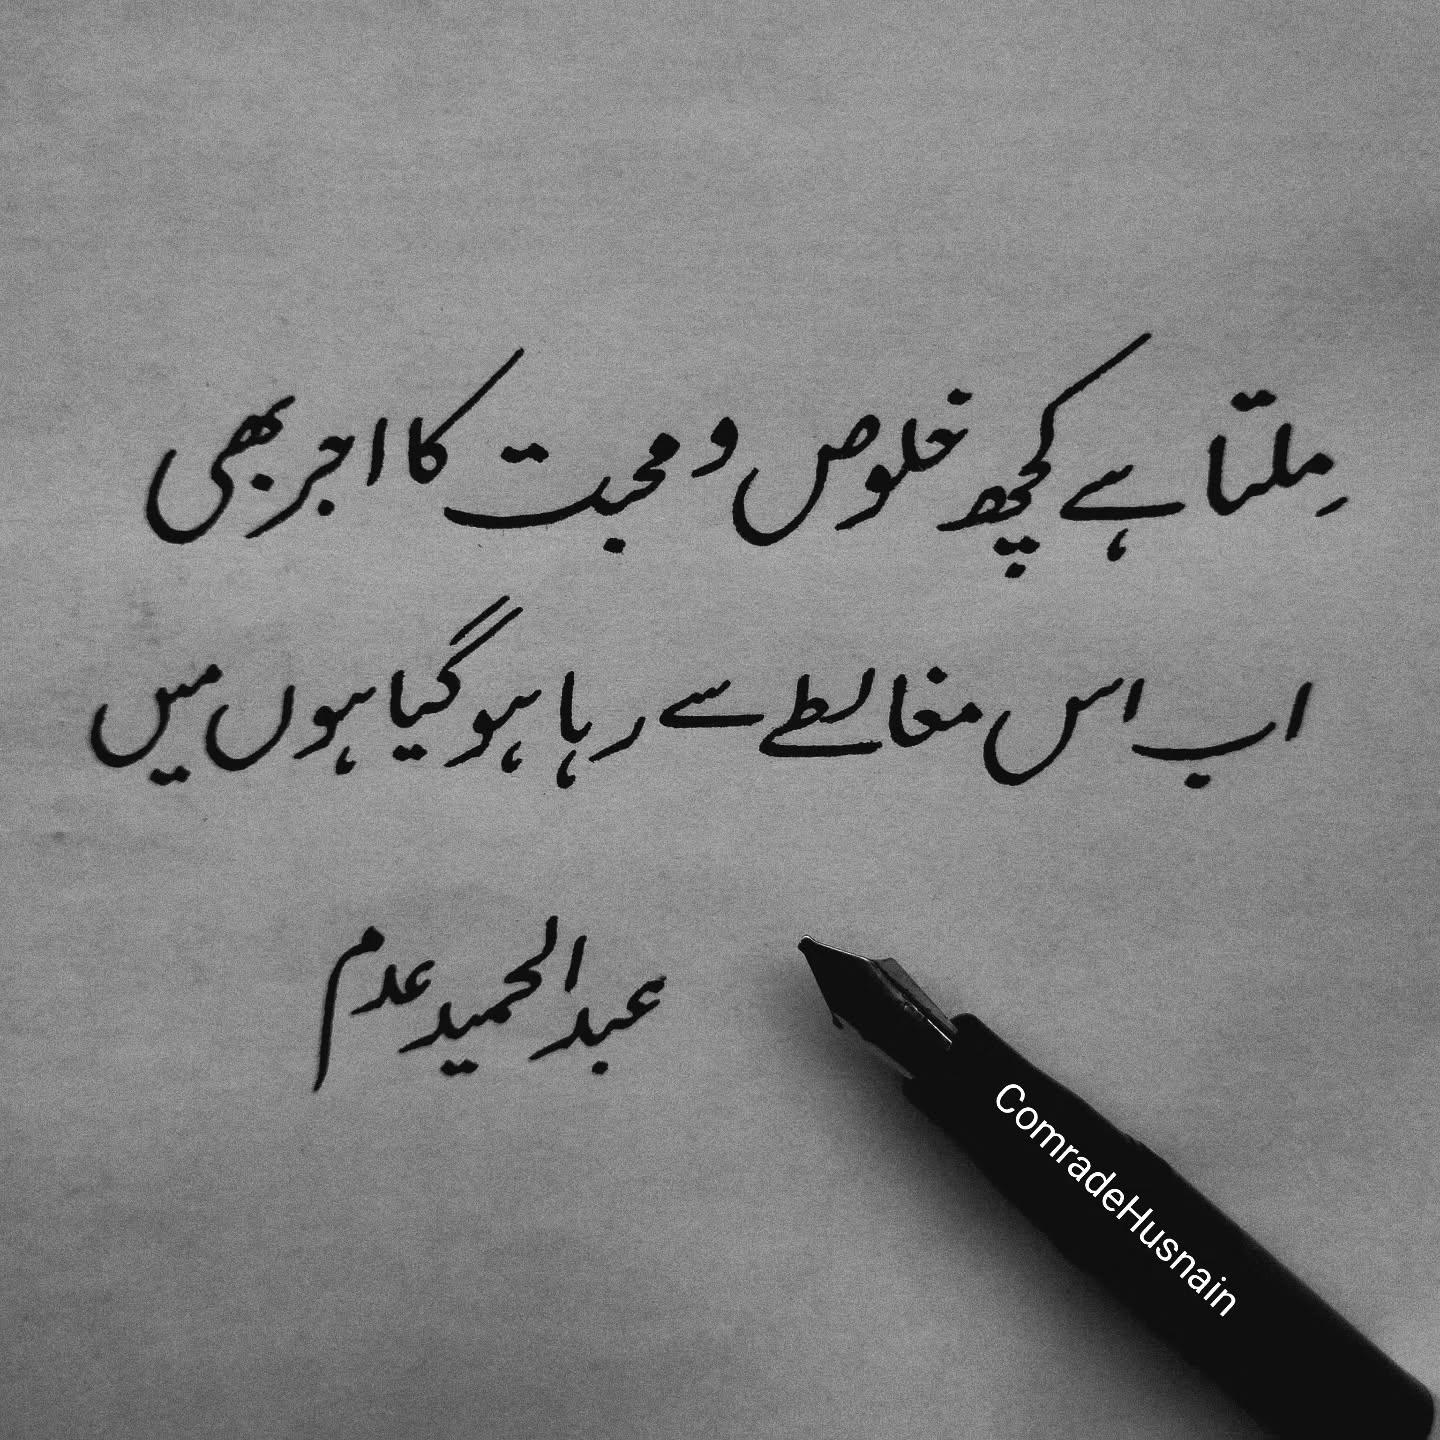 مِلتا ہے کچھ خلوص و محبت کا اجر بھی
اب اس مغالطے سے رہا ہو گیا ہوں میں
عبدالحمید عدم
ComradeHusnain